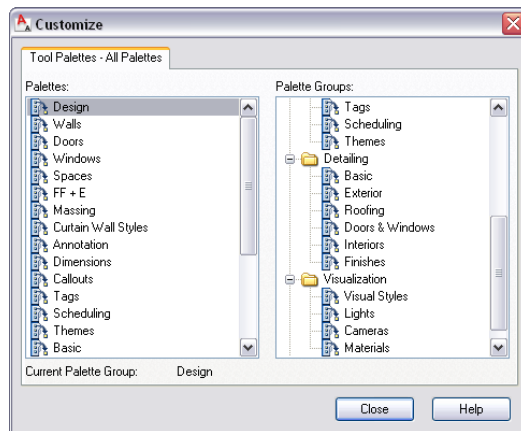 Customize
Tool Palettes - All Palettes
Palettes:
Design
Walls
Doors
Windows
Spaces
FF + E
Massing
Curtain Wall Styles
Annotation
Dimensions
Callouts
Tags
Scheduling
Themes
Basic
Palette Groups:
Tags
Scheduling
Themes
Detailing
Basic
Exterior
Roofing
Doors & Windows
Interiors
Finishes
Visualization
Visual Styles
Lights
Cameras
Materials
Current Palette Group: Design
Close
Help